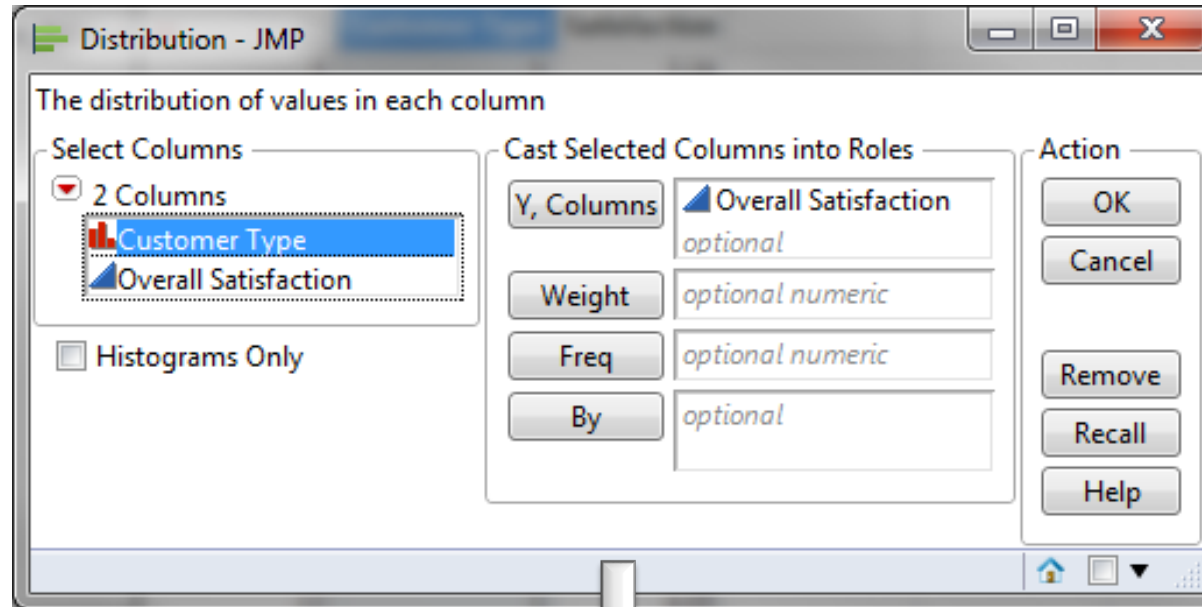 Distribution - JMP
The distribution of values in each column
Select Columns
2 Columns
Customer Type
Overall Satisfaction
Histograms Only
Cast Selected Columns into Roles
Y, Columns
Overall Satisfaction
optional
Weight
optional numeric
Freq
optional numeric
By
optional
Action
OK
Cancel
Remove
Recall
Help